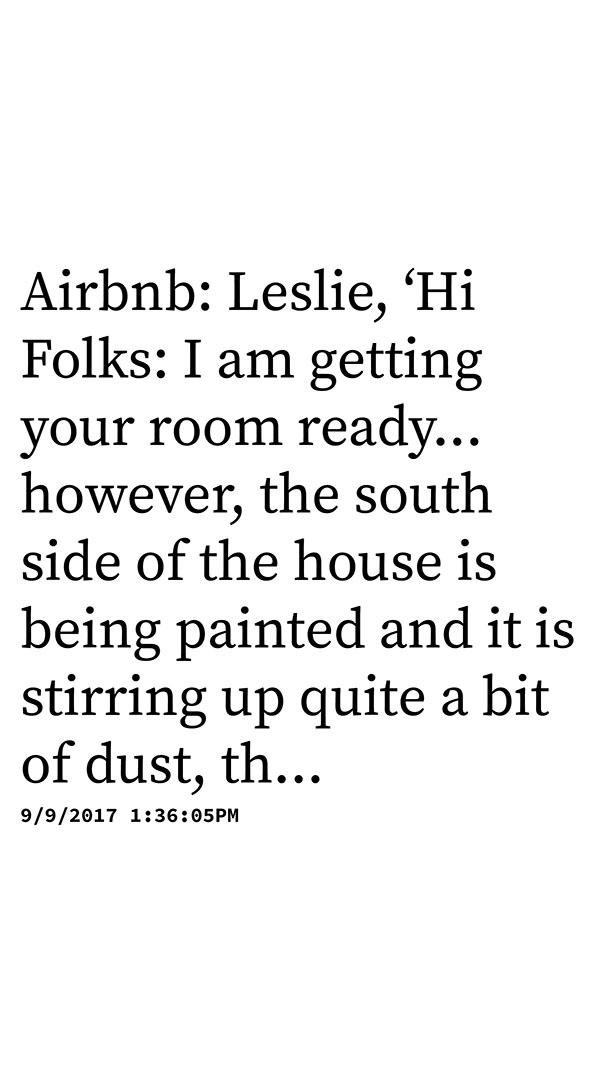 Airbnb: Leslie, ‘Hi
Folks: I am getting
your room ready...
however, the south
side of the house is
being painted and it is
stirring up quite a bit
of dust, th...
9/9/2017 1:36:05PM